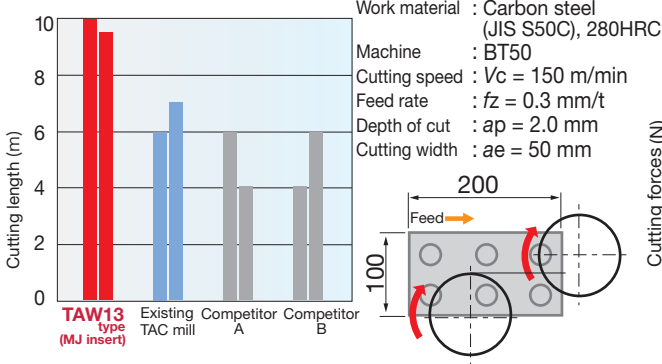 Cutting length (m)
10
8
6
4
2
0
TAW13
type
(MJ insert)
Existing
TAC mill
Competitor
A
Competitor
B
Work material : Carbon steel
(JIS S50C), 280HRC
Machine : BT50
Cutting speed : Vc = 150 m/min
Feed rate : fz = 0.3 mm/t
Depth of cut : ap = 2.0 mm
Cutting width : ae = 50 mm
200
Feed
100
Cutting forces (N)